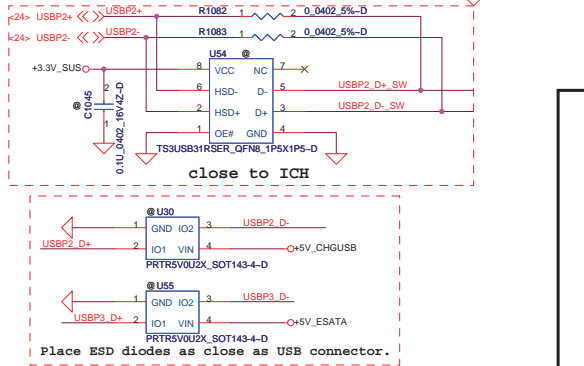 <24> USBP2+ USBP2+ R1082 1 2 0_0402_5%~D
<24> USBP2- USBP2- R1083 1 2 0_0402_5%~D
U54 @
+3.3V_SUS 8 VCC NC 7
6 HSD- D- 5 USBP2_D+_SW
2 HSD+ D+ 3 USBP2_D-_SW
1 OE# GND 4
@ C1045 2 1 0.1U_0402_16V4Z~D
TS3USB31RSER_QFN8_1P5X1P5~D
close to ICH
@ U30
1 GND IO2 3 USBP2_D-
USBP2_D+ 2 IO1 VIN 4 +5V_CHGUSB
PRTR5V0U2X_SOT143-4~D
@ U55
1 GND IO2 3 USBP3_D-
USBP3_D+ 2 IO1 VIN 4 +5V_ESATA
PRTR5V0U2X_SOT143-4~D
Place ESD diodes as close as USB connector.